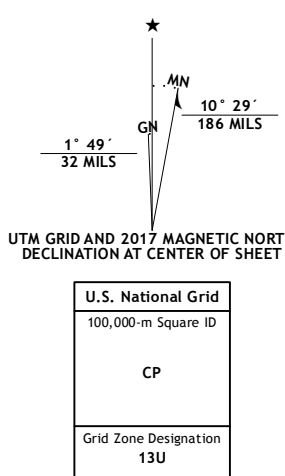 ★
MN
GN
10° 29´
186 MILS
1° 49´
32 MILS
UTM GRID AND 2017 MAGNETIC NORT
DECLINATION AT CENTER OF SHEET
U.S. National Grid
100,000-m Square ID
CP
Grid Zone Designation
13U